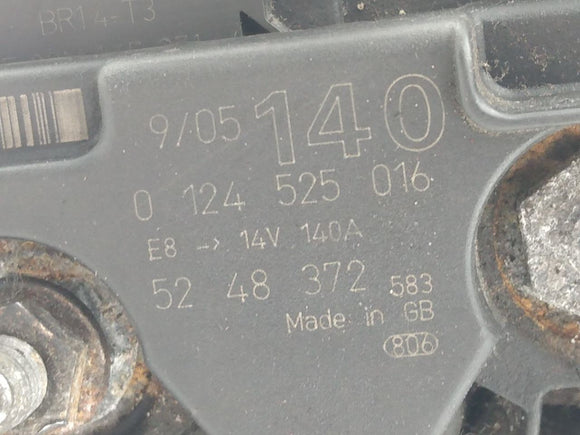 BR14-T3
9/05 140
0 124 525 016
E8 -> 14V 140A
52 48 372 583
Made in GB
806